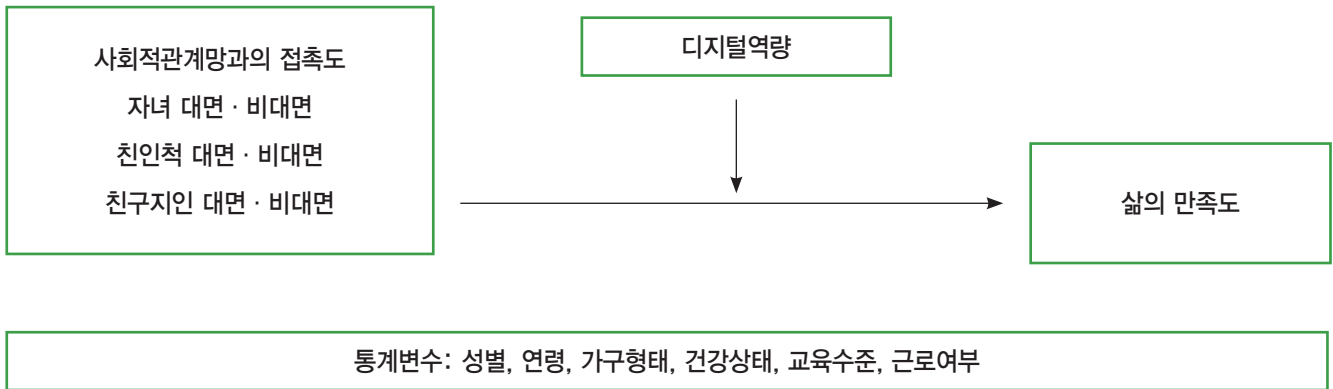 사회적관계망과의 접촉도
자녀 대면 · 비대면
친인척 대면 · 비대면
친구지인 대면 · 비대면
디지털역량
삶의 만족도
통계변수: 성별, 연령, 가구형태, 건강상태, 교육수준, 근로여부